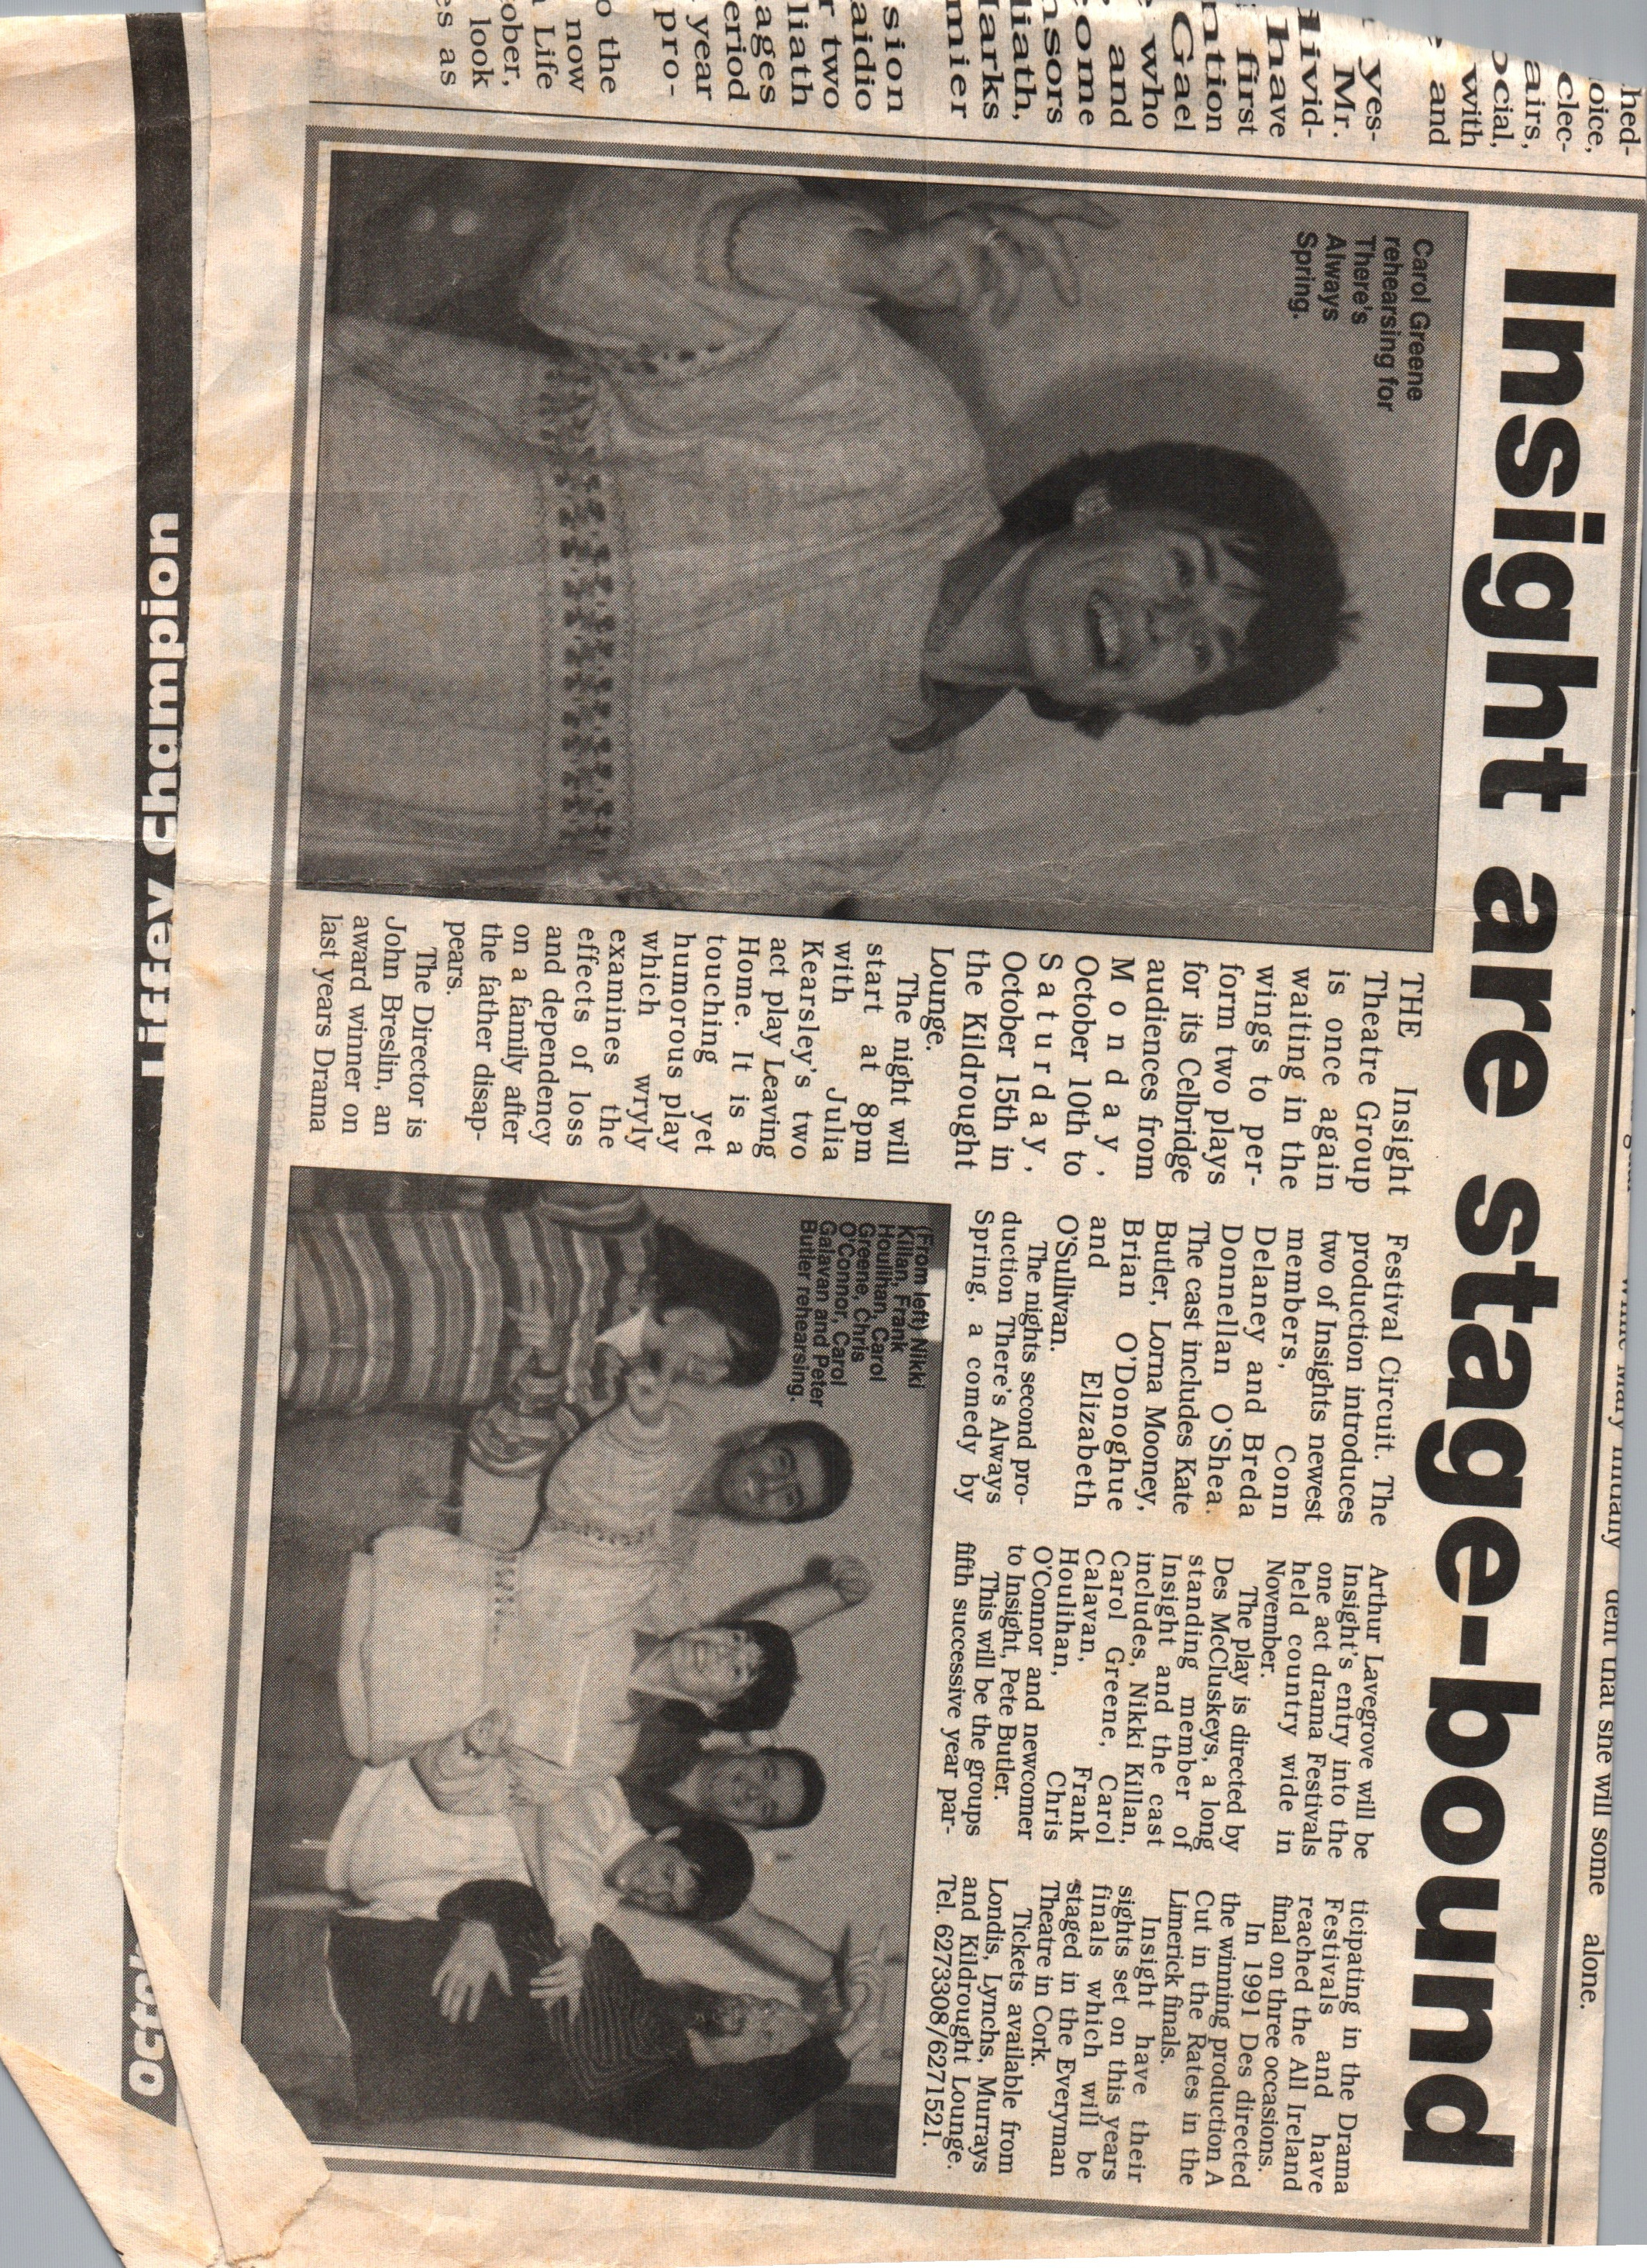 Insight are stage-bound
Carol Greene
rehearsing for
There's
Always
Spring.
THE Insight
Theatre Group
is once again
waiting in the
wings to per-
form two plays
for its Celbridge
audiences from
Monday,
October 10th to
Saturday,
October 15th in
the Kildrought
Lounge.
The night will
start at 8pm
with Julia
Kearsley's two
act play Leaving
Home. It is a
touching yet
humorous play
which wryly
examines the
effects of loss
and dependency
on a family after
the father disap-
pears.
The Director is
John Breslin, an
award winner on
last years Drama
Festival Circuit. The
production introduces
two of Insights newest
members, Conn
Delaney and Breda
Donnellan O'Shea.
The cast includes Kate
Butler, Lorna Mooney,
Brian O'Donoghue
and Elizabeth
O'Sullivan.
The nights second pro-
duction There's Always
Spring, a comedy by
Arthur Lavegrove will be
Insight's entry into the
one act drama Festivals
held country wide in
November.
The play is directed by
Des McCluskeys, a long
standing member of
Insight and the cast
includes, Nikki Killan,
Carol Greene, Carol
Galavan, Frank
Houlihan, Chris
O'Connor and newcomer
to Insight, Pete Butler.
This will be the groups
fifth successive year par-
ticipating in the Drama
Festivals and have
reached the All Ireland
final on three occasions.
In 1991 Des directed
the winning production A
Cut in the Rates in the
Limerick finals.
Insight have their
sights set on this years
finals which will be
staged in the Everyman
Theatre in Cork.
Tickets available from
Londis, Lynchs, Murrays
and Kildrought Lounge.
Tel. 6273308/6271521.
(From left) Nikki
Killan, Frank
Houlihan, Carol
Greene, Chris
O'Connor, Carol
Galavan and Peter
Butler rehearsing.
dent that she will some
alone.
hed-
oice,
clec-
airs,
ocial,
with
and
yes-
Mr.
livid-
have
first
ntion
Gael
who
and
ome
nsors
liath,
Marks
mier
sion
aidio
r two
liath
ages
eriod
year
pro-
o the
now
Life
ober,
look
es as
Liffey Champion